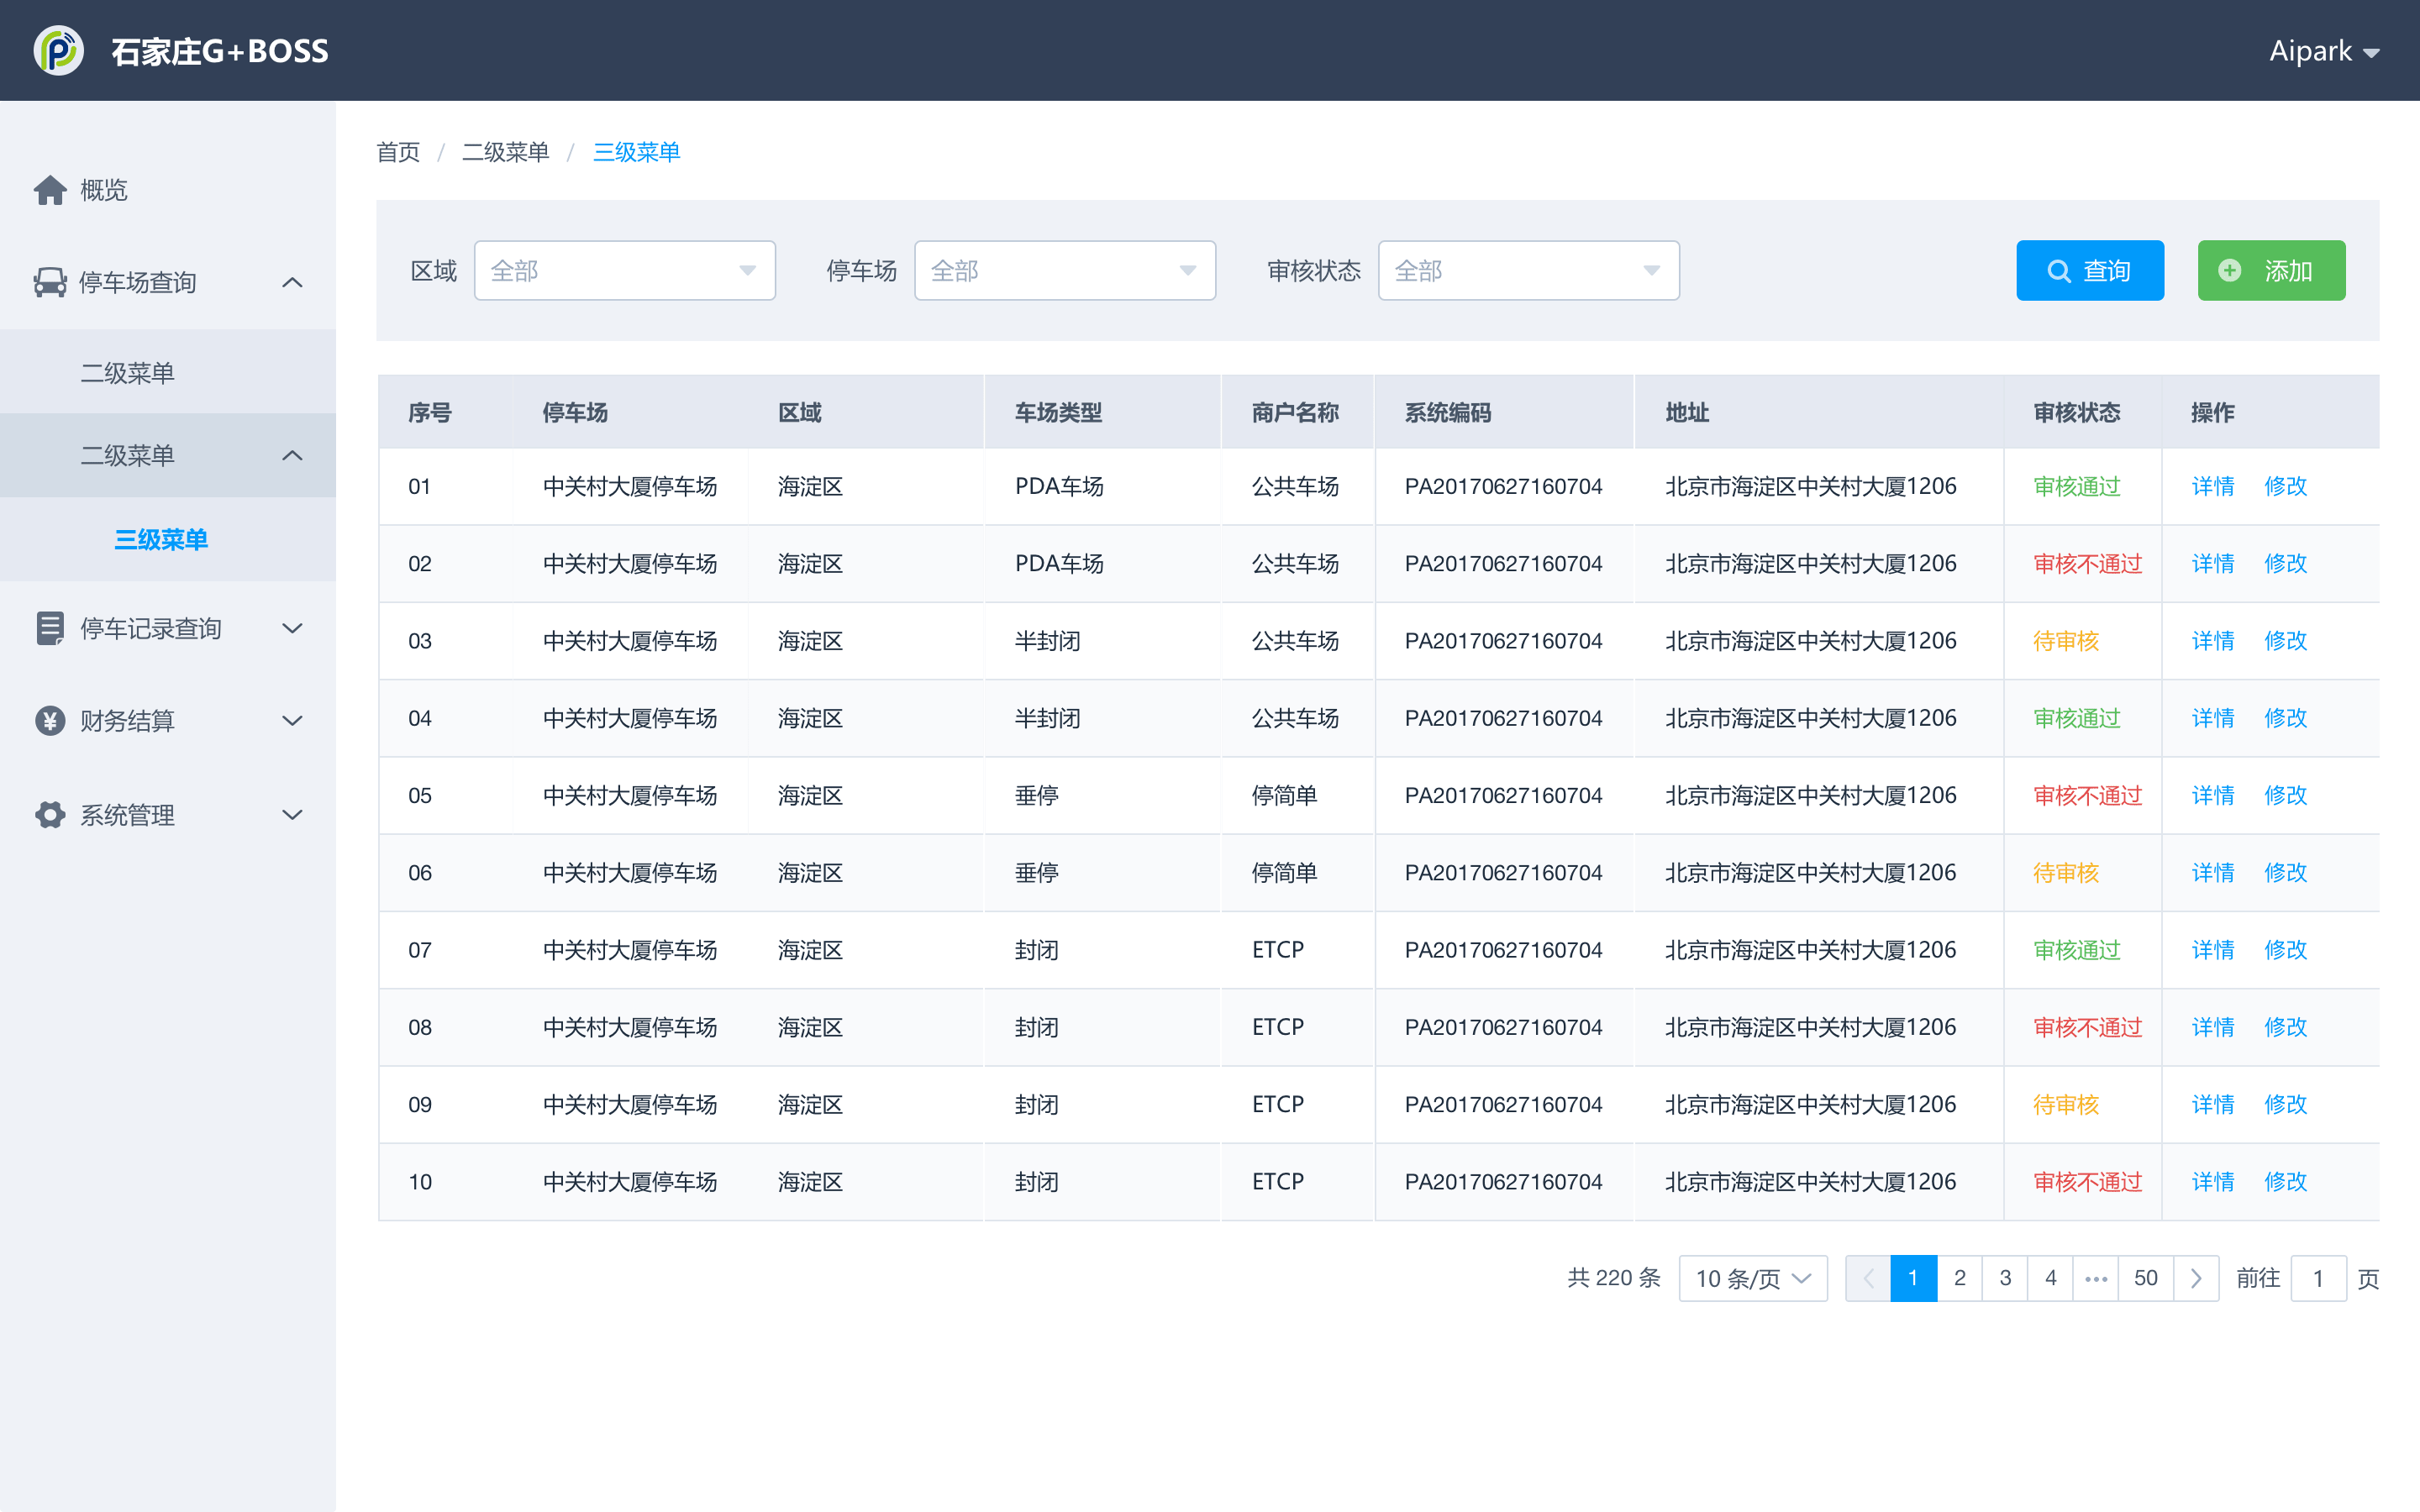 石家庄G+BOSS
Aipark
概览
停车场查询
二级菜单
二级菜单
三级菜单
停车记录查询
财务结算
系统管理
首页 / 二级菜单 / 三级菜单
区域 全部 停车场 全部 审核状态 全部 查询 添加
序号 停车场 区域 车场类型 商户名称 系统编码 地址 审核状态 操作
01 中关村大厦停车场 海淀区 PDA车场 公共车场 PA20170627160704 北京市海淀区中关村大厦1206 审核通过 详情 修改
02 中关村大厦停车场 海淀区 PDA车场 公共车场 PA20170627160704 北京市海淀区中关村大厦1206 审核不通过 详情 修改
03 中关村大厦停车场 海淀区 半封闭 公共车场 PA20170627160704 北京市海淀区中关村大厦1206 待审核 详情 修改
04 中关村大厦停车场 海淀区 半封闭 公共车场 PA20170627160704 北京市海淀区中关村大厦1206 审核通过 详情 修改
05 中关村大厦停车场 海淀区 垂停 停简单 PA20170627160704 北京市海淀区中关村大厦1206 审核不通过 详情 修改
06 中关村大厦停车场 海淀区 垂停 停简单 PA20170627160704 北京市海淀区中关村大厦1206 待审核 详情 修改
07 中关村大厦停车场 海淀区 封闭 ETCP PA20170627160704 北京市海淀区中关村大厦1206 审核通过 详情 修改
08 中关村大厦停车场 海淀区 封闭 ETCP PA20170627160704 北京市海淀区中关村大厦1206 审核不通过 详情 修改
09 中关村大厦停车场 海淀区 封闭 ETCP PA20170627160704 北京市海淀区中关村大厦1206 待审核 详情 修改
10 中关村大厦停车场 海淀区 封闭 ETCP PA20170627160704 北京市海淀区中关村大厦1206 审核不通过 详情 修改
共 220 条 10 条/页 1 2 3 4 ••• 50 前往 1 页